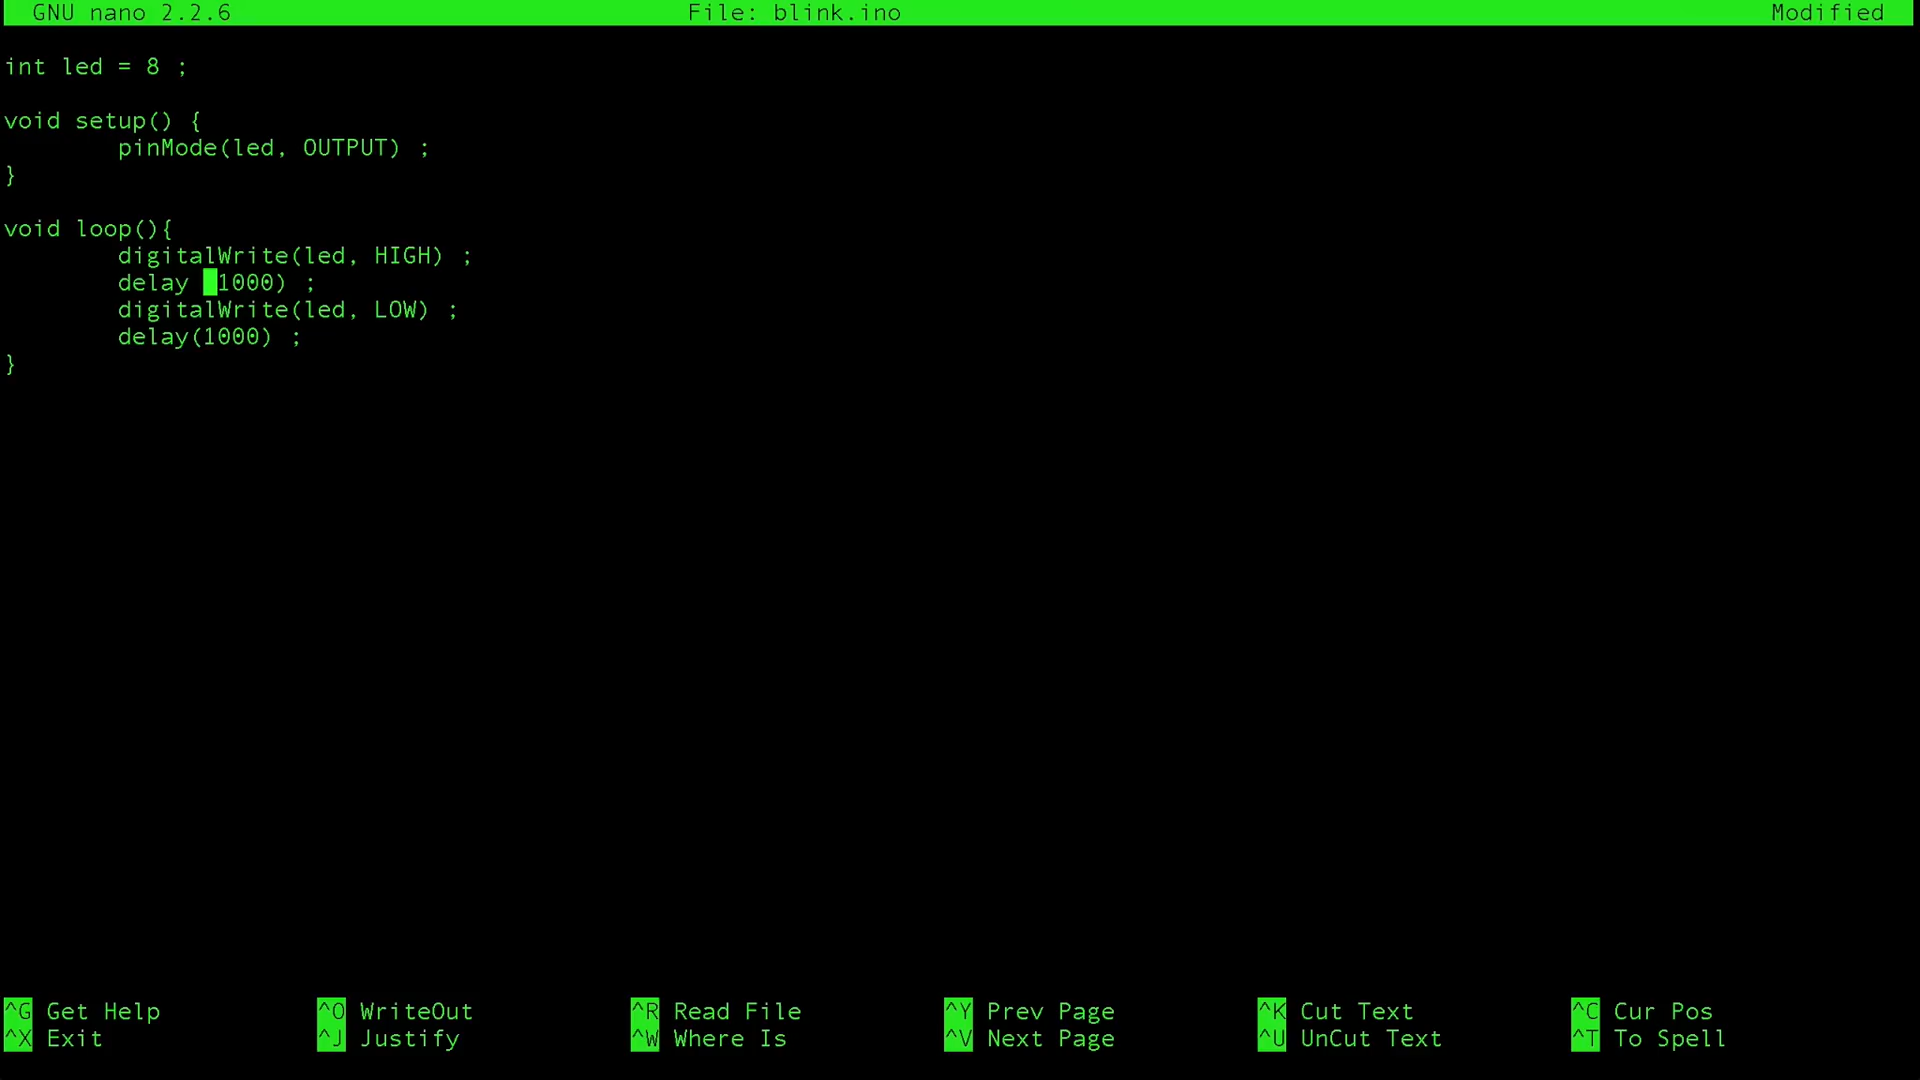 GNU nano 2.2.6 File: blink.ino Modified
int led = 8 ;
void setup() {
pinMode(led, OUTPUT) ;
}
void loop(){
digitalWrite(led, HIGH) ;
delay 1000) ;
digitalWrite(led, LOW) ;
delay(1000) ;
}
^G Get Help ^O WriteOut ^R Read File ^Y Prev Page ^K Cut Text ^C Cur Pos
^X Exit ^J Justify ^W Where Is ^V Next Page ^U UnCut Text ^T To Spell